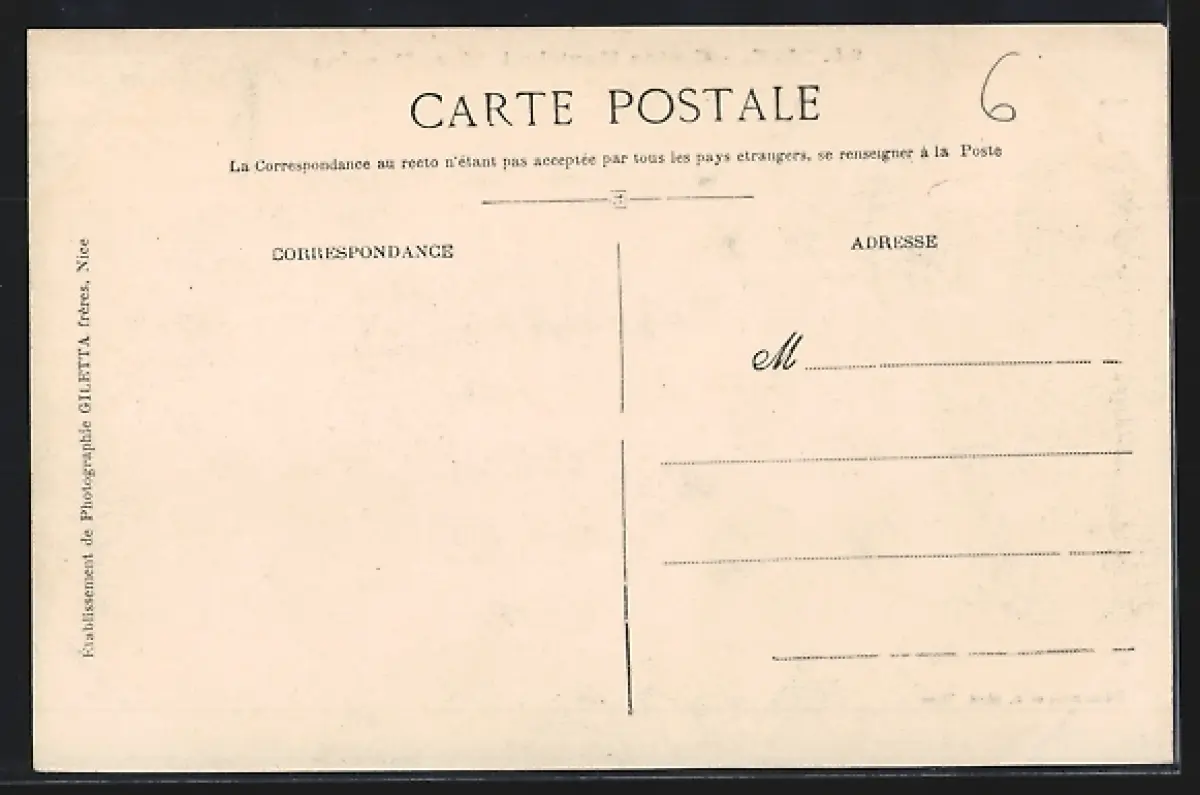 CARTE POSTALE
6
La Correspondance au recto n'étant pas acceptée par tous les pays etrangers, se renseigner à la Poste
CORRESPONDANCE
ADRESSE
M
Établissement de Photographie GILETTA frères, Nice